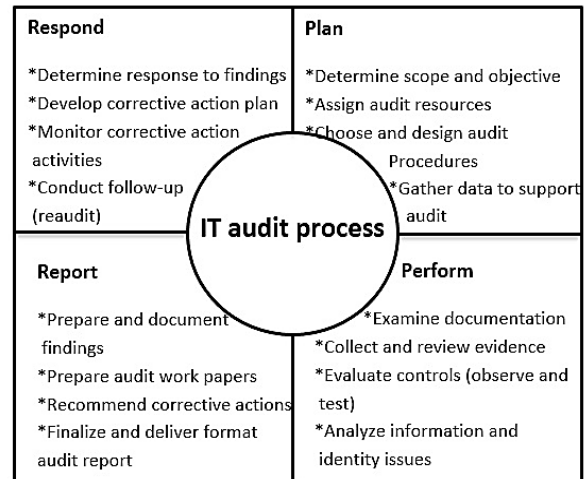 Respond
*Determine response to findings
*Develop corrective action plan
*Monitor corrective action
activities
*Conduct follow-up
(reaudit)
Plan
*Determine scope and objective
*Assign audit resources
*Choose and design audit
Procedures
*Gather data to support
audit
IT audit process
Report
*Prepare and document
findings
*Prepare audit work papers
*Recommend corrective actions
*Finalize and deliver format
audit report
Perform
*Examine documentation
*Collect and review evidence
*Evaluate controls (observe and
test)
*Analyze information and
identity issues